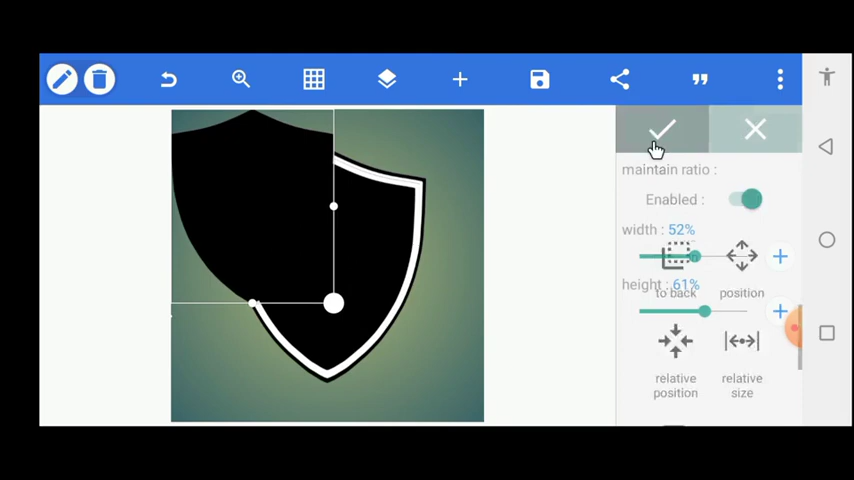 maintain ratio :
Enabled :
width : 52%
height : 61%
to back
position
relative position
relative size